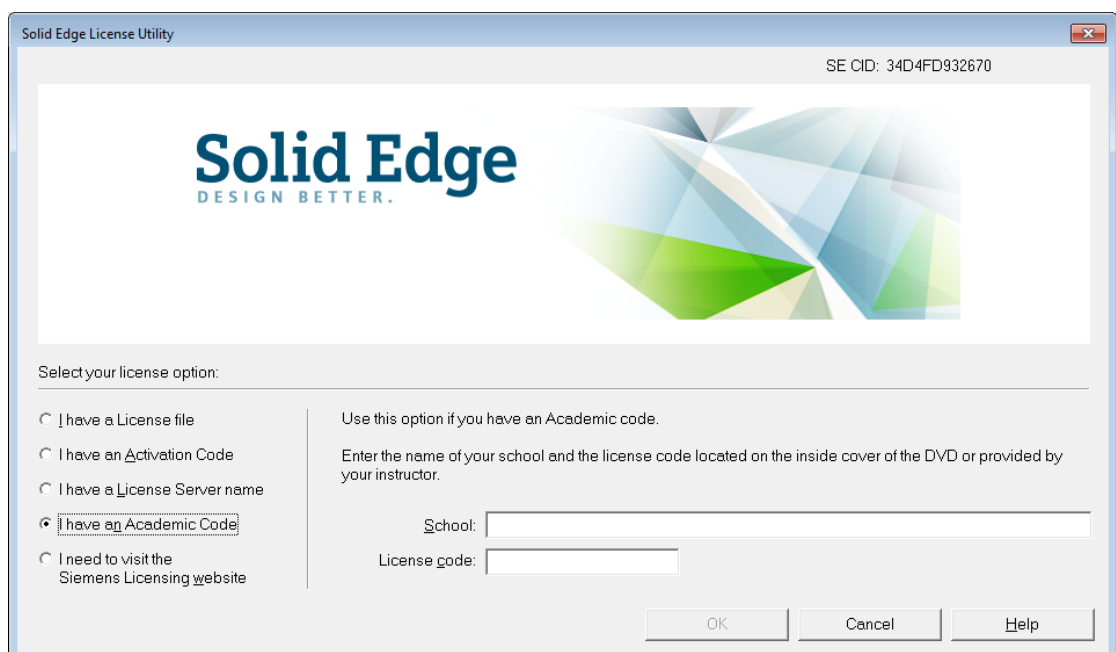 Solid Edge License Utility
SE CID: 34D4FD932670
Solid Edge
DESIGN BETTER.
Select your license option:
I have a License file
I have an Activation Code
I have a License Server name
I have an Academic Code
I need to visit the
Siemens Licensing website
Use this option if you have an Academic code.
Enter the name of your school and the license code located on the inside cover of the DVD or provided by
your instructor.
School:
License code:
OK
Cancel
Help